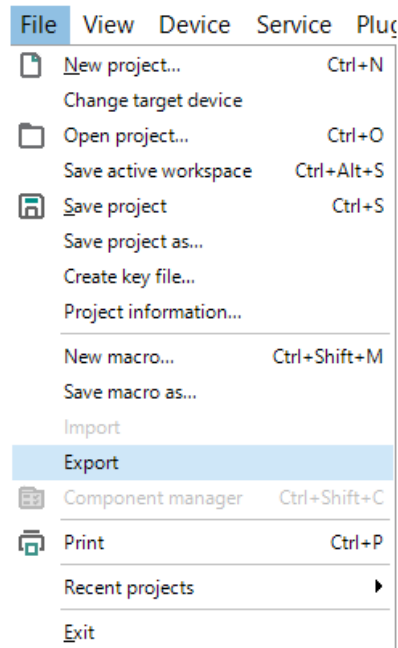 File View Device Service Plug
New project... Ctrl+N
Change target device
Open project... Ctrl+O
Save active workspace Ctrl+Alt+S
Save project Ctrl+S
Save project as...
Create key file...
Project information...
New macro... Ctrl+Shift+M
Save macro as...
Import
Export
Component manager Ctrl+Shift+C
Print Ctrl+P
Recent projects
Exit